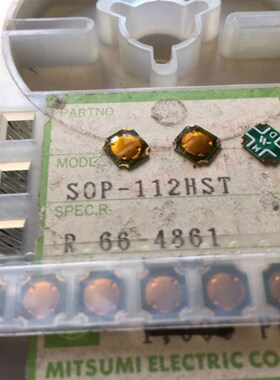 PARTNO
MODEL
SOP-112HST
SPEC.R.
R 66-4861
MITSUMI ELECTRIC CO